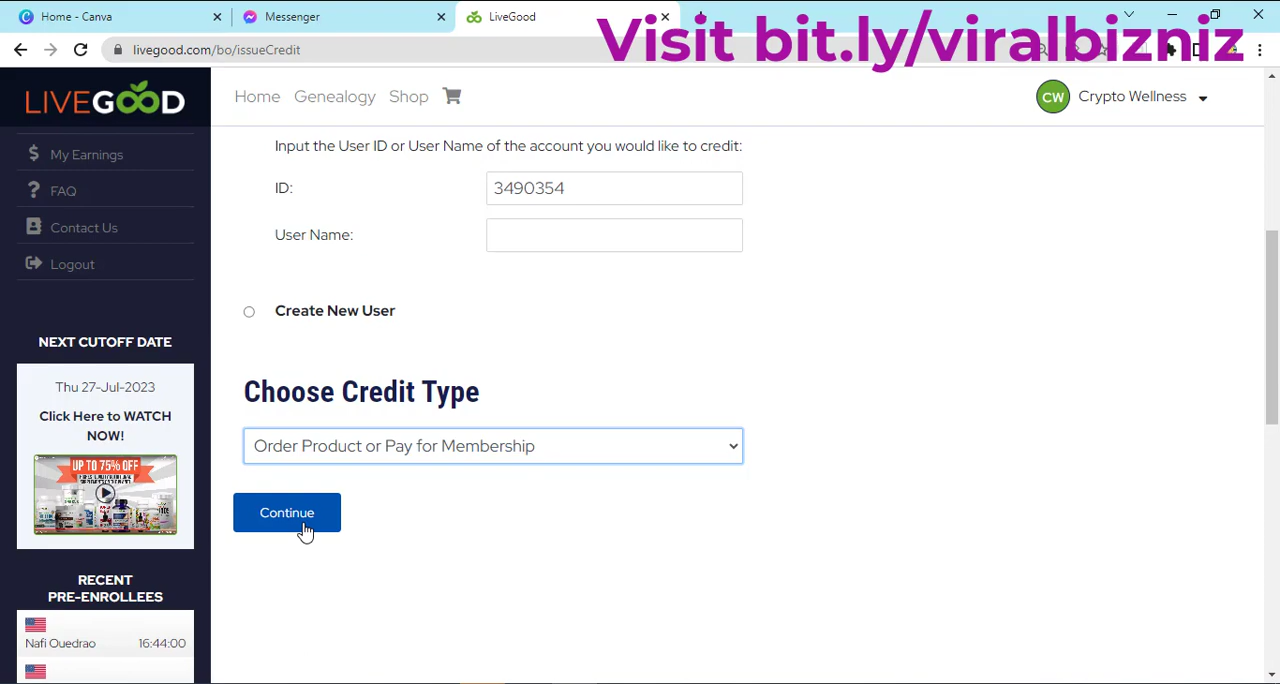 Home - Canva
Messenger
LiveGood
Visit bit.ly/viralbizniz
livegood.com/bo/issueCredit
LIVEGOOD
Home Genealogy Shop
CW Crypto Wellness
My Earnings
FAQ
Contact Us
Logout
Input the User ID or User Name of the account you would like to credit:
ID: 3490354
User Name:
Create New User
Choose Credit Type
Order Product or Pay for Membership
Continue
NEXT CUTOFF DATE
Thu 27-Jul-2023
Click Here to WATCH
NOW!
UP TO 75% OFF
RECENT
PRE-ENROLLEES
Nafi Ouedrao 16:44:00